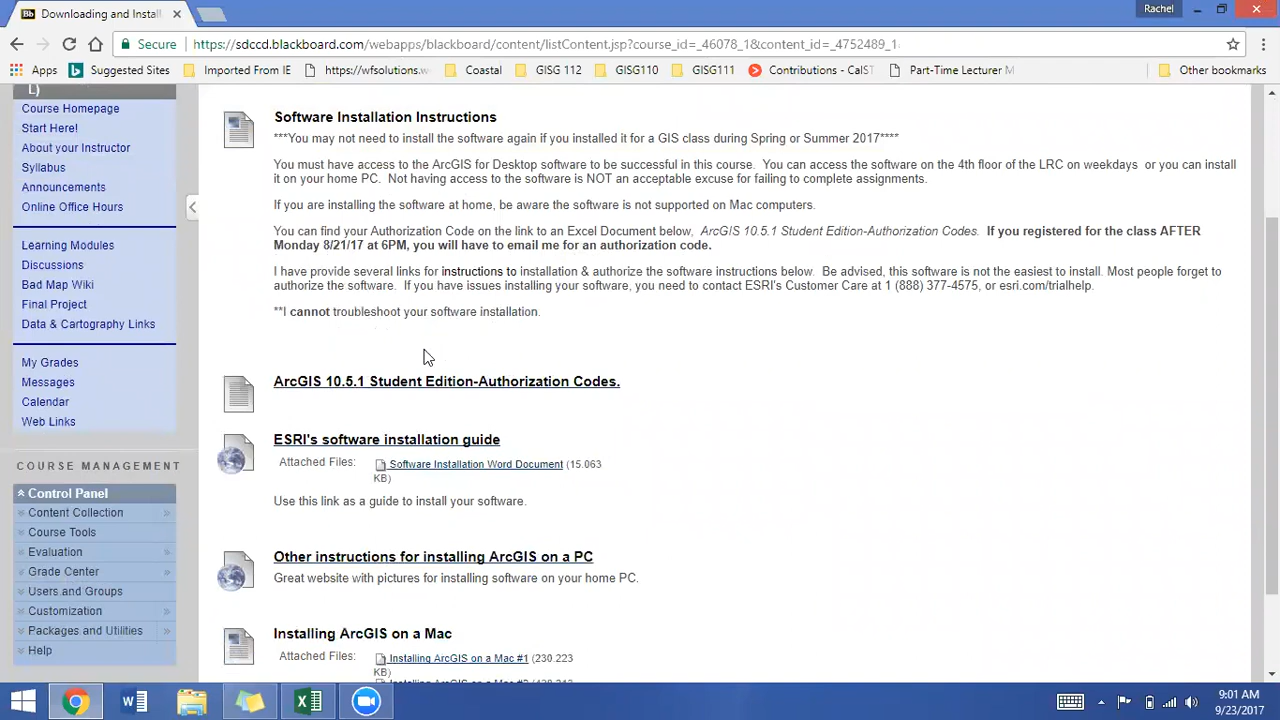 Downloading and Install
Rachel
Secure
https://sdccd.blackboard.com/webapps/blackboard/content/listContent.jsp?course_id=_46078_1&content_id=_4752489_1
Apps Suggested Sites Imported From IE https://wfsolutions.w Coastal GISG 112 GISG110 GISG111 Contributions - CalST Part-Time Lecturer M Other bookmarks
L)
Course Homepage
Start Here!
About your Instructor
Syllabus
Announcements
Online Office Hours
Learning Modules
Discussions
Bad Map Wiki
Final Project
Data & Cartography Links
My Grades
Messages
Calendar
Web Links
COURSE MANAGEMENT
Control Panel
Content Collection
Course Tools
Evaluation
Grade Center
Users and Groups
Customization
Packages and Utilities
Help
Software Installation Instructions
***You may not need to install the software again if you installed it for a GIS class during Spring or Summer 2017****
You must have access to the ArcGIS for Desktop software to be successful in this course. You can access the software on the 4th floor of the LRC on weekdays or you can install
it on your home PC. Not having access to the software is NOT an acceptable excuse for failing to complete assignments.
If you are installing the software at home, be aware the software is not supported on Mac computers.
You can find your Authorization Code on the link to an Excel Document below, ArcGIS 10.5.1 Student Edition-Authorization Codes. If you registered for the class AFTER
Monday 8/21/17 at 6PM, you will have to email me for an authorization code.
I have provide several links for instructions to installation & authorize the software instructions below. Be advised, this software is not the easiest to install. Most people forget to
authorize the software. If you have issues installing your software, you need to contact ESRI's Customer Care at 1 (888) 377-4575, or esri.com/trialhelp.
**I cannot troubleshoot your software installation.
ArcGIS 10.5.1 Student Edition-Authorization Codes.
ESRI's software installation guide
Attached Files: Software Installation Word Document (15.063
KB)
Use this link as a guide to install your software.
Other instructions for installing ArcGIS on a PC
Great website with pictures for installing software on your home PC.
Installing ArcGIS on a Mac
Attached Files: Installing ArcGIS on a Mac #1 (230.223
KB)
9:01 AM
9/23/2017